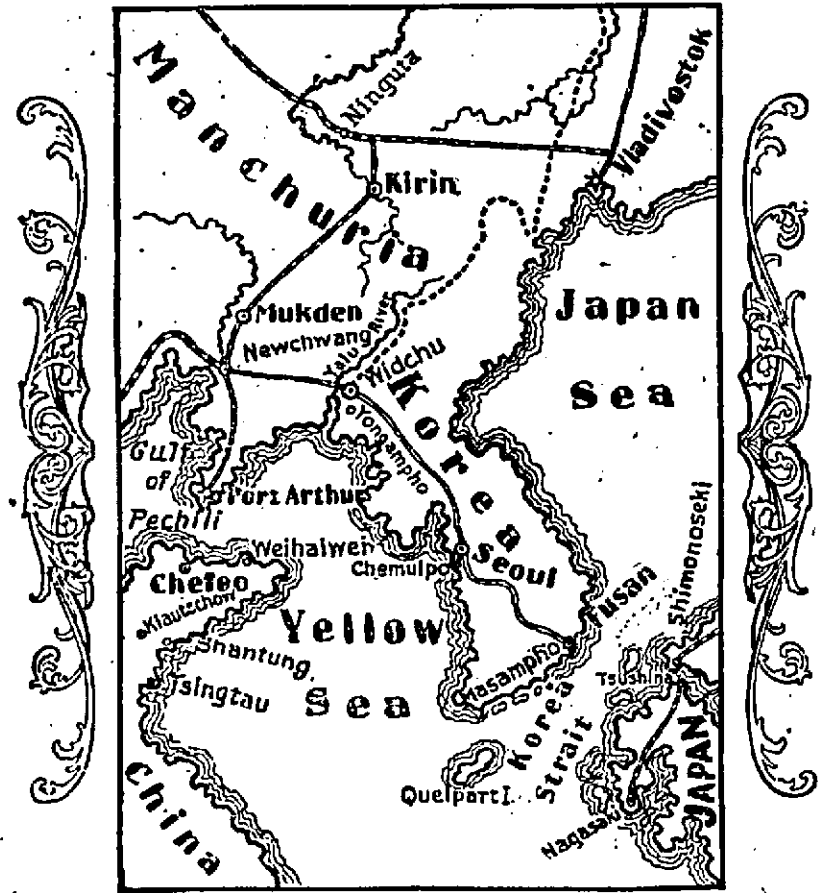 Manchuria
Ninguta
Vladivostok
Kirin
Mukden
Newchwang
Yalu River
Widchu
Yongampho
Japan
Sea
Korea
Gulf
of
Pechili
Port Arthur
Weihaiwei
Chefoo
Kiautschow
Chemulpo
Seoul
Shantung.
Yellow
Sea
Tsingtau
Fusan
Masampho
Shimonoseki
Tsushima
Korea
Strait
Quelpart I.
JAPAN
Nagasaki
China